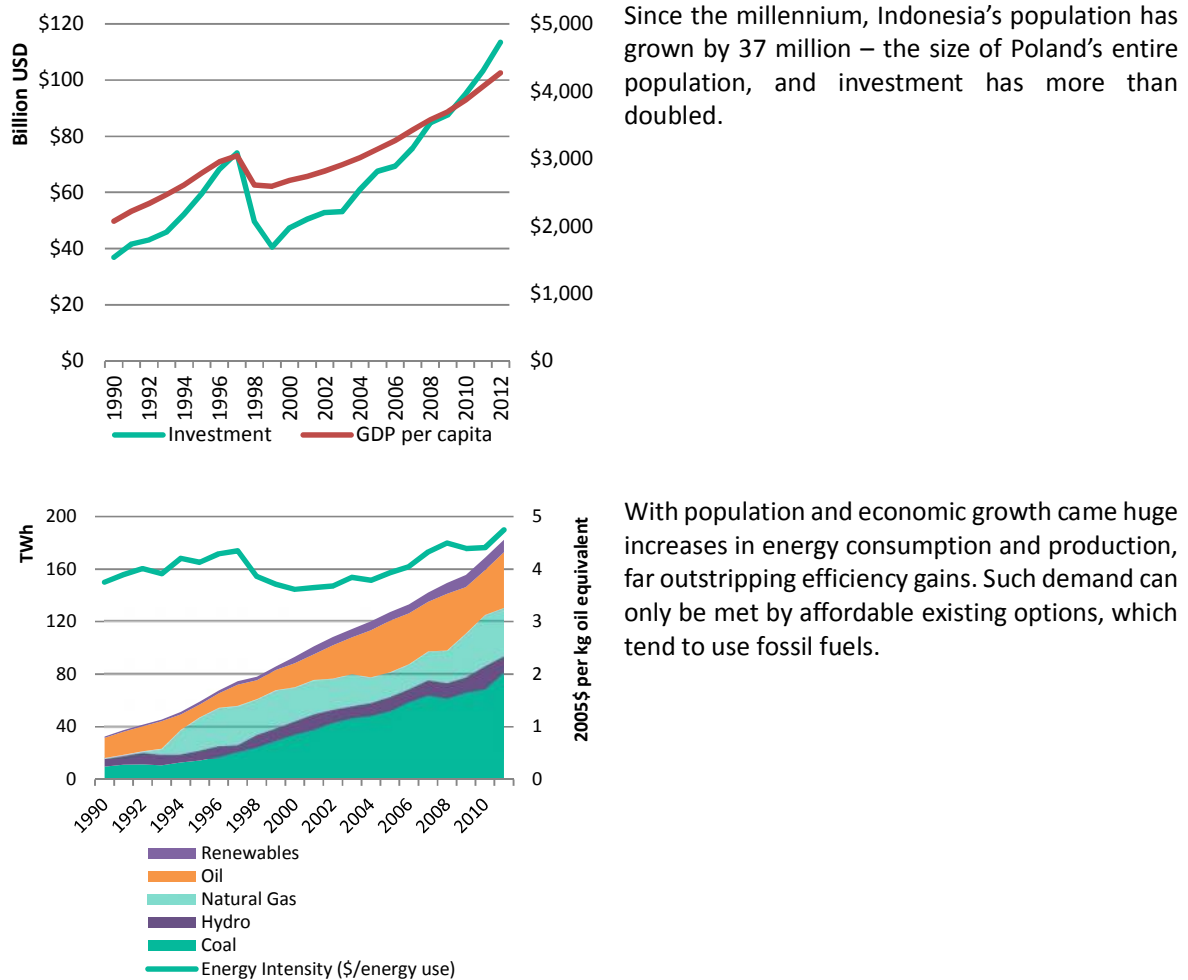 $120
$100
$80
$60
$40
$20
$0
Billion USD
$5,000
$4,000
$3,000
$2,000
$1,000
$0
1990
1992
1994
1996
1998
2000
2002
2004
2006
2008
2010
2012
Investment
GDP per capita
Since the millennium, Indonesia's population has
grown by 37 million – the size of Poland's entire
population, and investment has more than
doubled.
200
160
120
80
40
0
TWh
5
4
3
2
1
0
2005$ per kg oil equivalent
1990
1992
1994
1996
1998
2000
2002
2004
2006
2008
2010
Renewables
Oil
Natural Gas
Hydro
Coal
Energy Intensity ($/energy use)
With population and economic growth came huge
increases in energy consumption and production,
far outstripping efficiency gains. Such demand can
only be met by affordable existing options, which
tend to use fossil fuels.